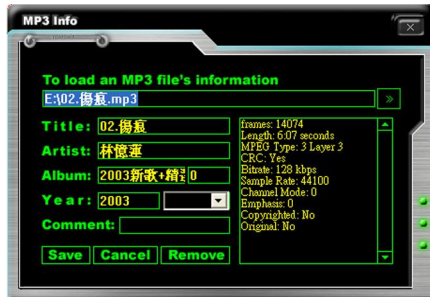 MP3 Info
To load an MP3 file's information
E:\02.傷痕.mp3
Title: 02.傷痕
Artist: 林憶蓮
Album: 2003新歌+精 0
Year: 2003
Comment:
Save Cancel Remove
frames: 14074
Length: 6:07 seconds
MPEG Type: 3 Layer 3
CRC: Yes
Bitrate: 128 kbps
Sample Rate: 44100
Channel Mode: 0
Emphasis: 0
Copyrighted: No
Original: No